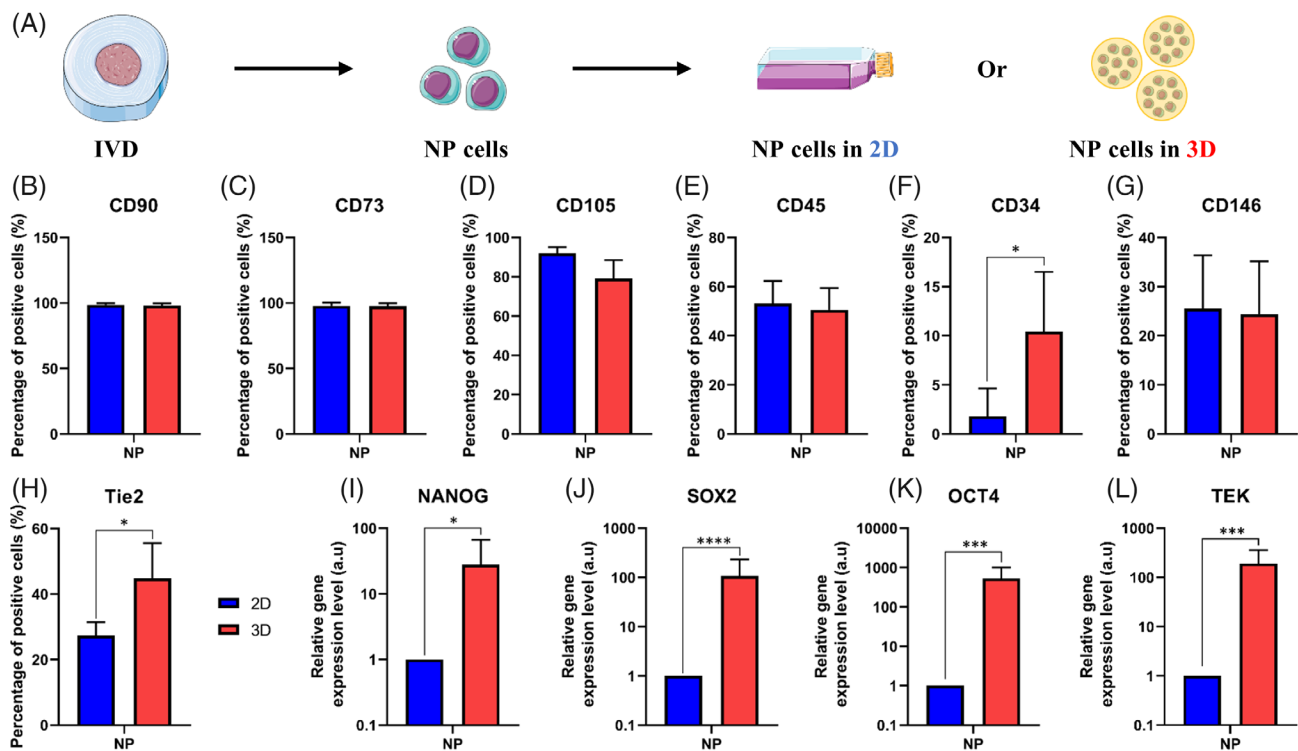 (A)
Or
IVD
NP cells
NP cells in 2D
NP cells in 3D
(B)
CD90
Percentage of positive cells (%)
150
100
50
0
NP
(C)
CD73
Percentage of positive cells (%)
150
100
50
0
NP
(D)
CD105
Percentage of positive cells (%)
100
80
60
40
20
0
NP
(E)
CD45
Percentage of positive cells (%)
80
60
40
20
0
NP
(F)
CD34
Percentage of positive cells (%)
20
15
10
5
0
*
NP
(G)
CD146
Percentage of positive cells (%)
40
30
20
10
0
NP
(H)
Tie2
Percentage of positive cells (%)
60
40
20
0
*
NP
2D
3D
(I)
NANOG
Relative gene
expression level (a.u)
100
10
1
0.1
*
NP
(J)
SOX2
Relative gene
expression level (a.u)
1000
100
10
1
0.1
****
NP
(K)
OCT4
Relative gene
expression level (a.u)
10000
1000
100
10
1
0.1
***
NP
(L)
TEK
Relative gene
expression level (a.u)
1000
100
10
1
0.1
***
NP